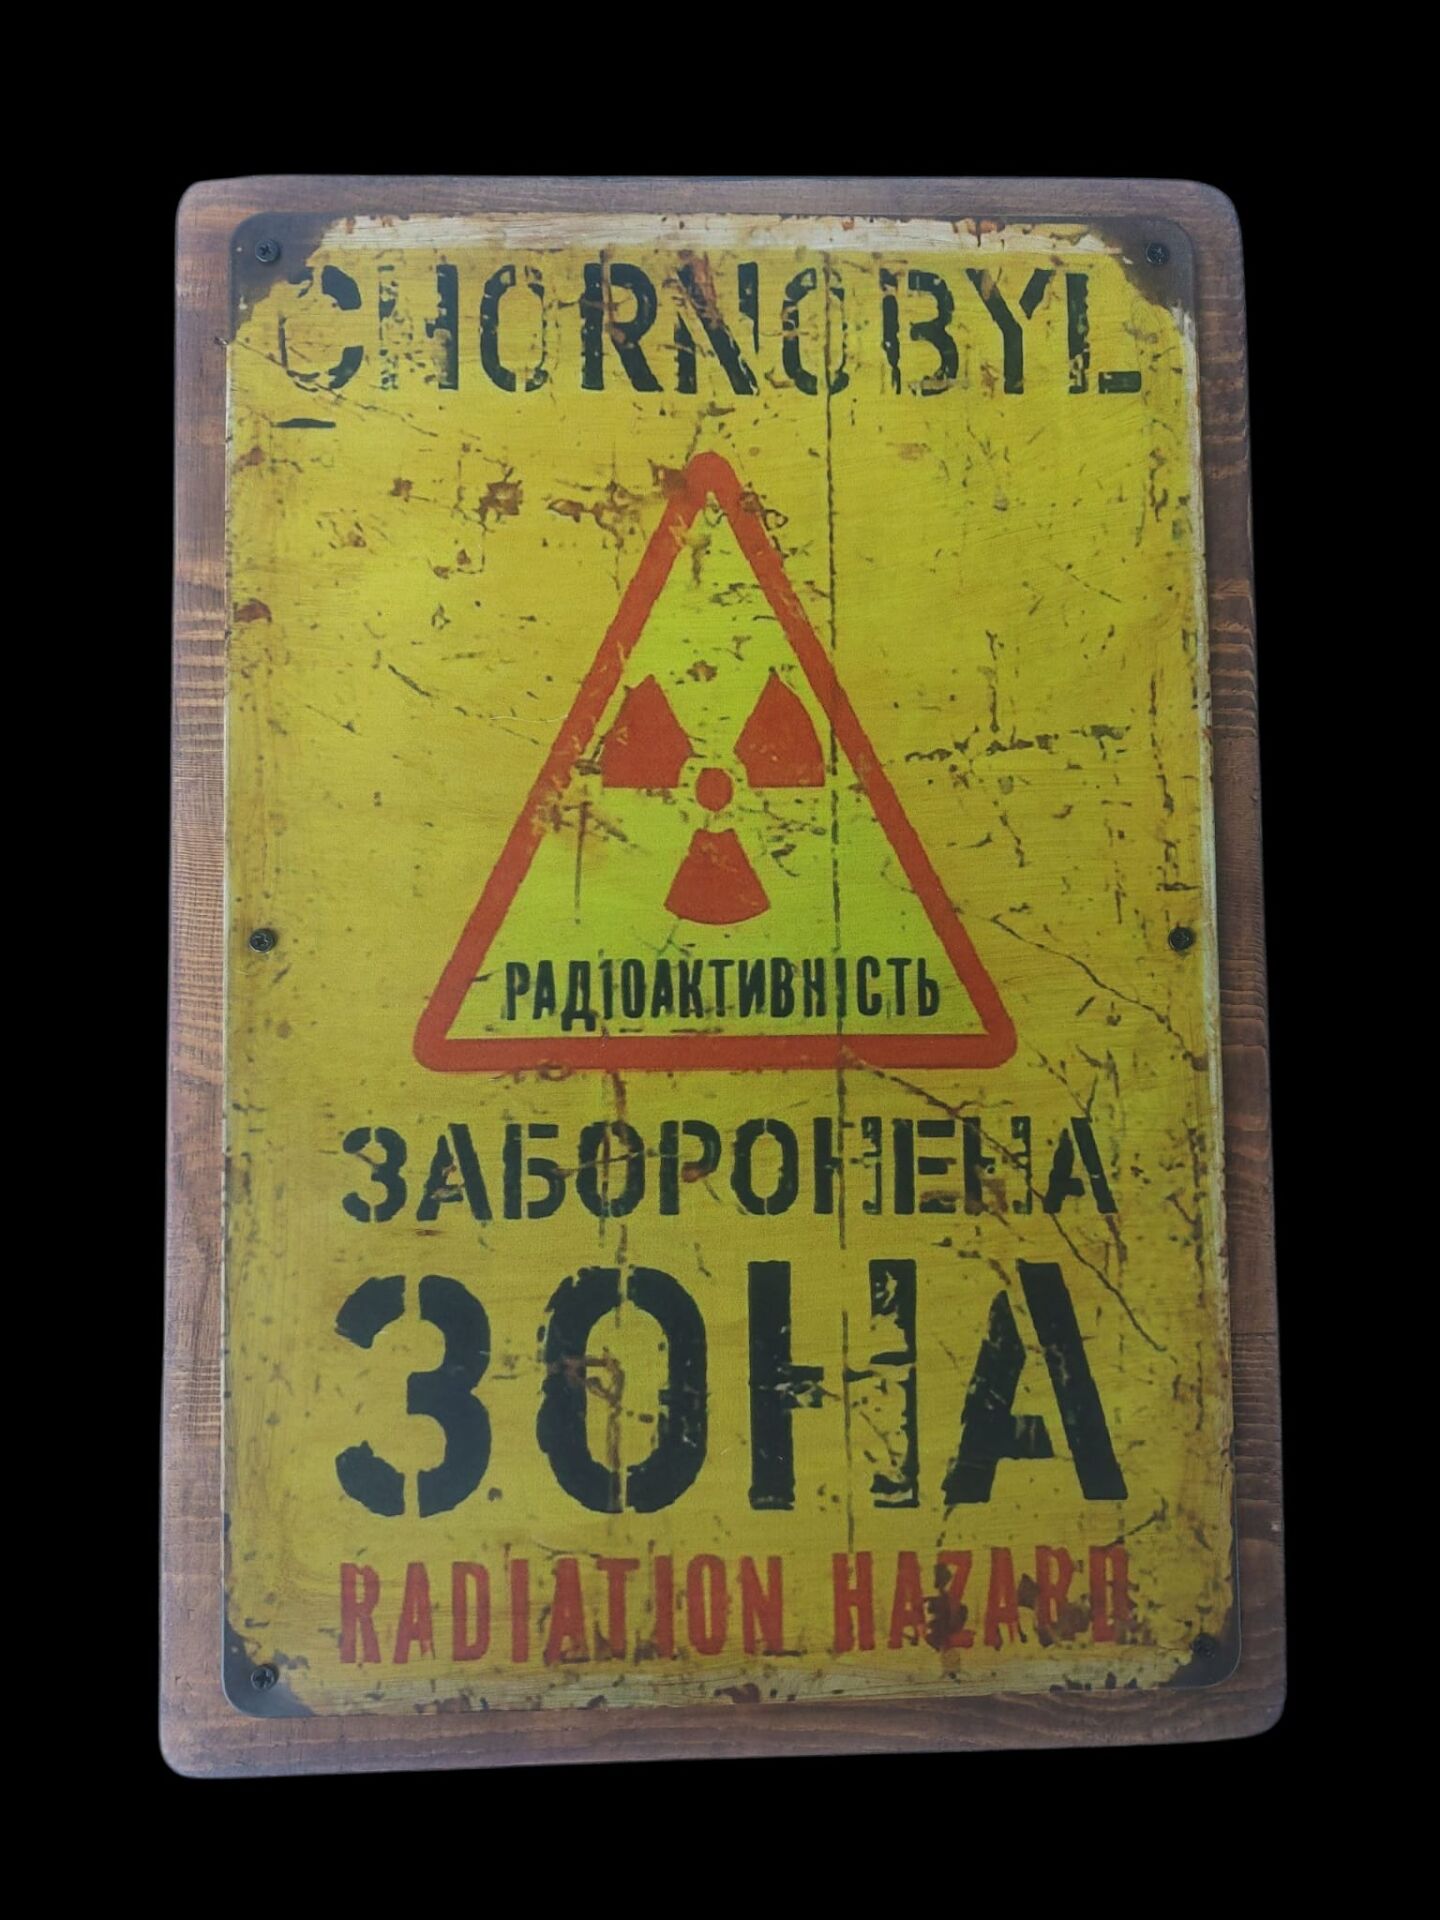 CHORNOBYL
РАДІОАКТИВНІСТЬ
ЗАБОРОНЕНА
ЗОНА
RADIATION HAZARD